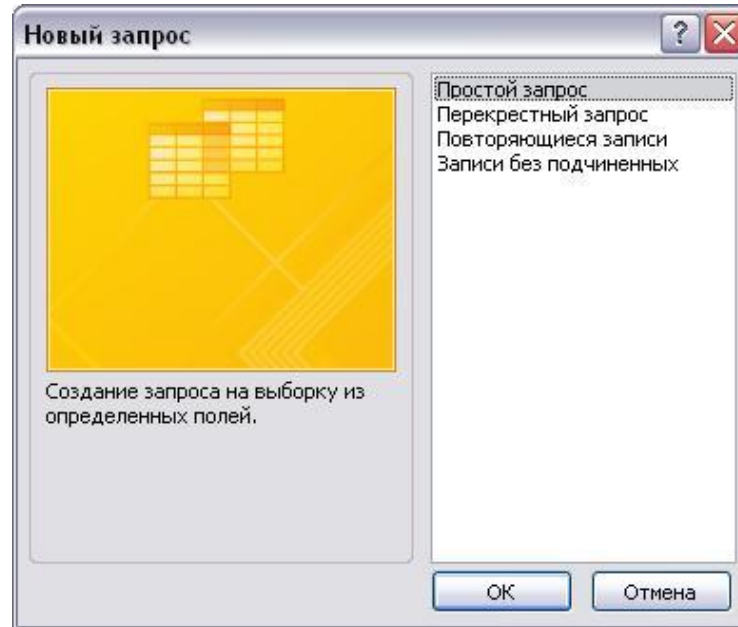 Новый запрос
Простой запрос
Перекрестный запрос
Повторяющиеся записи
Записи без подчиненных
Создание запроса на выборку из
определенных полей.
ОК
Отмена